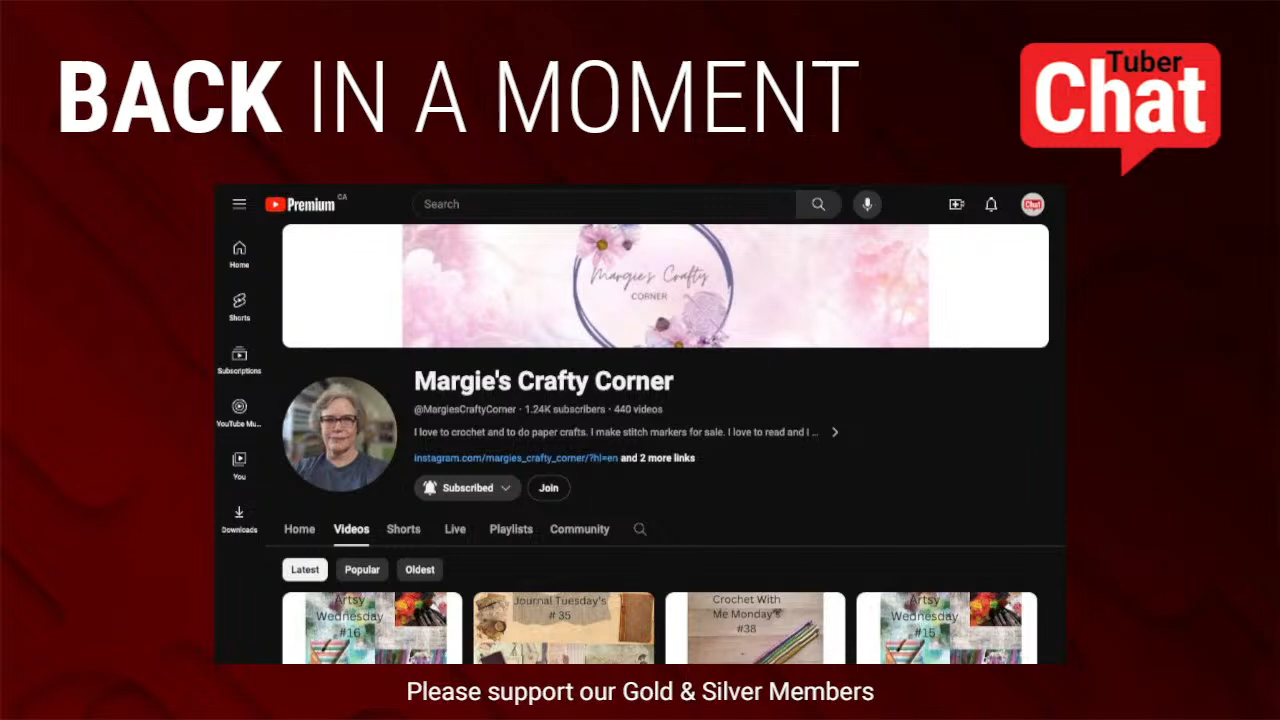 BACK IN A MOMENT
Tuber
Chat
Premium CA
Search
Chat
Home
Shorts
Subscriptions
YouTube Mu...
You
Downloads
Margie's Crafty
CORNER
Margie's Crafty Corner
@MargiesCraftyCorner · 1.24K subscribers · 440 videos
I love to crochet and to do paper crafts. I make stitch markers for sale. I love to read and I ...
instagram.com/margies_crafty_corner/?hl=en and 2 more links
Subscribed
Join
Home Videos Shorts Live Playlists Community
Latest Popular Oldest
Artsy
Wednesday
#16
Journal Tuesday's
# 35
Crochet With
Me Monday's
#38
Artsy
Wednesday
#15
Please support our Gold & Silver Members